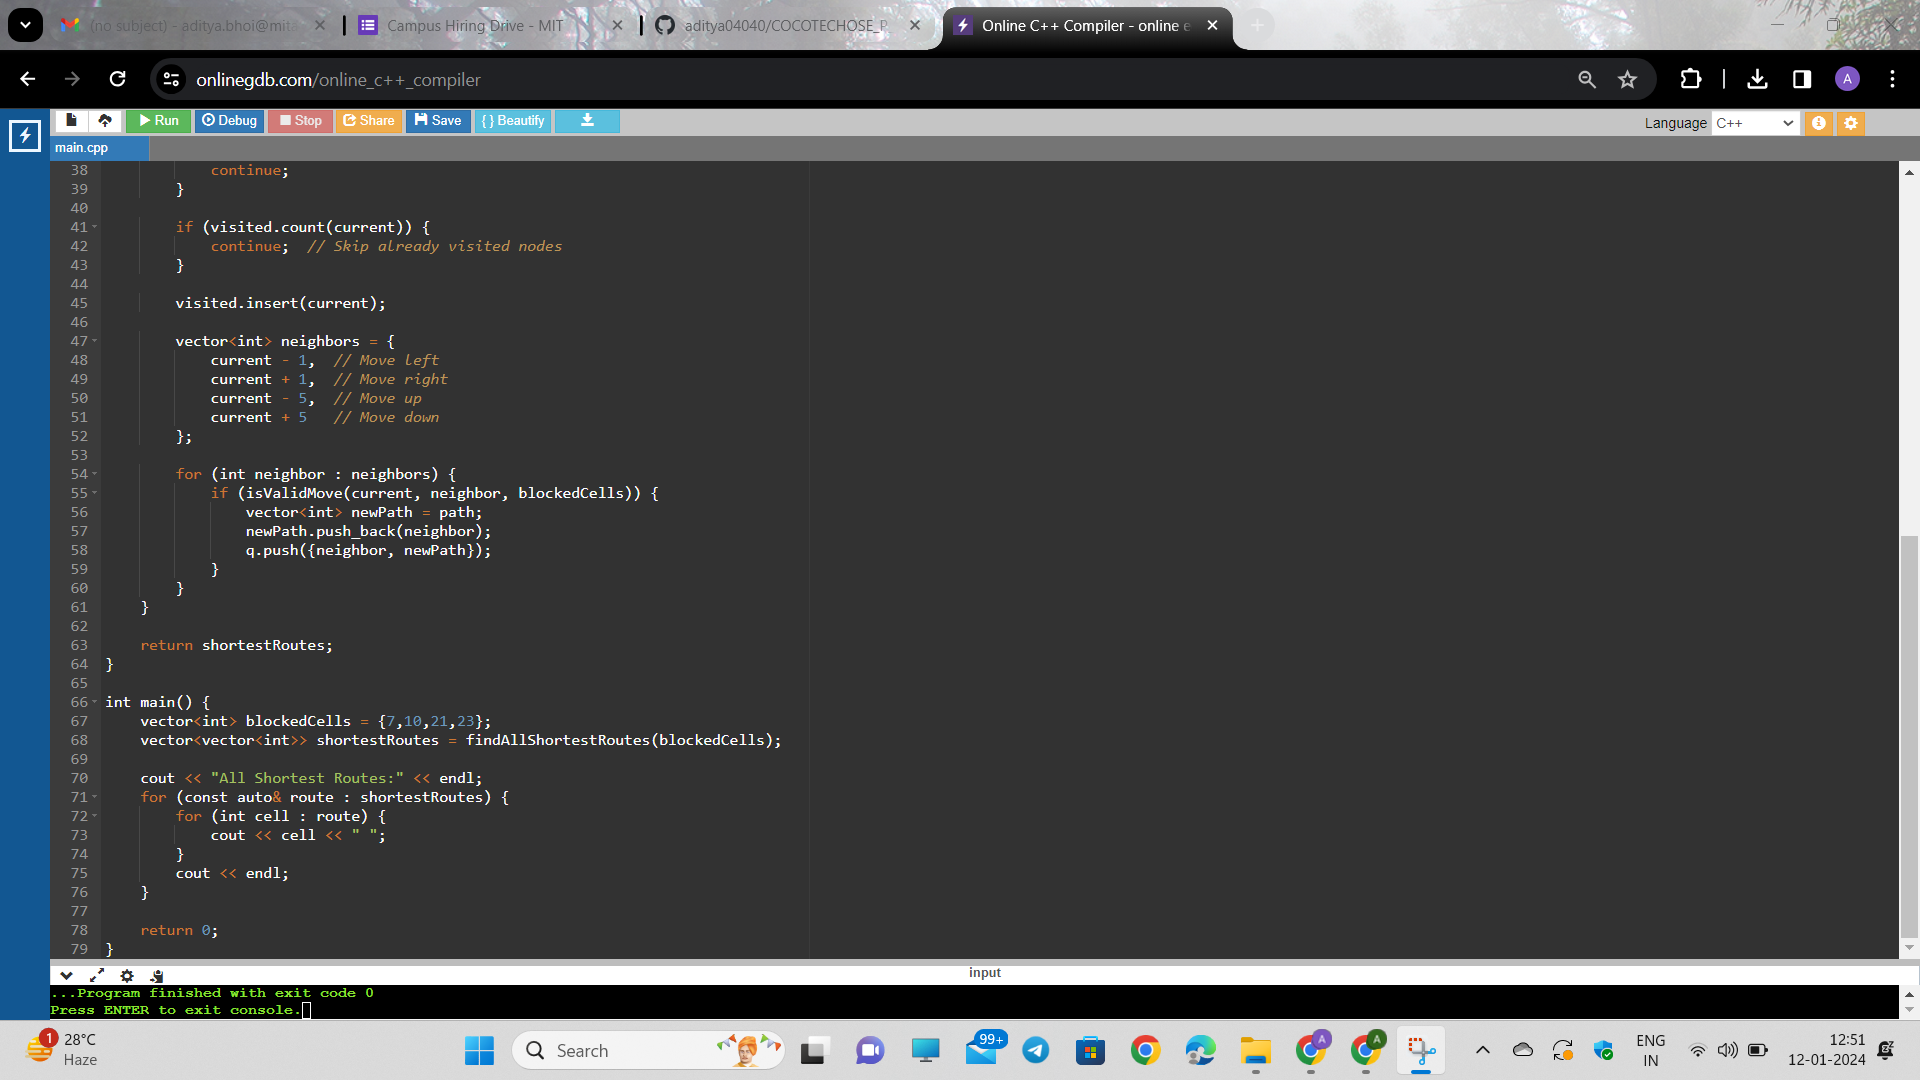 (no subject) - aditya.bhoi@mita
Campus Hiring Drive - MIT
aditya04040/COCOTECHOSE_P
Online C++ Compiler - online e
onlinegdb.com/online_c++_compiler
A
Run
Debug
Stop
Share
Save
{ } Beautify
Language C++
main.cpp
38 continue;
39 }
40
41 if (visited.count(current)) {
42 continue; // Skip already visited nodes
43 }
44
45 visited.insert(current);
46
47 vector<int> neighbors = {
48 current - 1, // Move left
49 current + 1, // Move right
50 current - 5, // Move up
51 current + 5 // Move down
52 };
53
54 for (int neighbor : neighbors) {
55 if (isValidMove(current, neighbor, blockedCells)) {
56 vector<int> newPath = path;
57 newPath.push_back(neighbor);
58 q.push({neighbor, newPath});
59 }
60 }
61 }
62
63 return shortestRoutes;
64 }
65
66 int main() {
67 vector<int> blockedCells = {7,10,21,23};
68 vector<vector<int>> shortestRoutes = findAllShortestRoutes(blockedCells);
69
70 cout << "All Shortest Routes:" << endl;
71 for (const auto& route : shortestRoutes) {
72 for (int cell : route) {
73 cout << cell << " ";
74 }
75 cout << endl;
76 }
77
78 return 0;
79 }
input
...Program finished with exit code 0
Press ENTER to exit console.
1
28°C
Haze
Search
99+
A
A
ENG
IN
12:51
12-01-2024